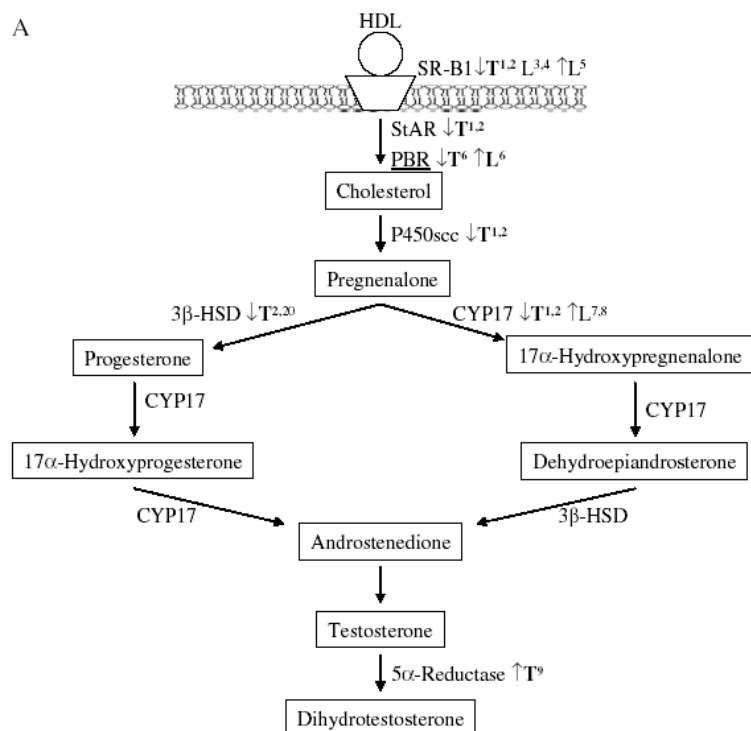 A
HDL
SR-B1↓T¹,² L³,⁴ ↑L⁵
StAR ↓T¹,²
PBR ↓T⁶ ↑L⁶
Cholesterol
P450scc ↓T¹,²
Pregnenalone
3β-HSD ↓T²,²⁰
CYP17 ↓T¹,² ↑L⁷,⁸
Progesterone
17α-Hydroxypregnenalone
CYP17
CYP17
17α-Hydroxyprogesterone
Dehydroepiandrosterone
CYP17
3β-HSD
Androstenedione
Testosterone
5α-Reductase ↑T⁹
Dihydrotestosterone